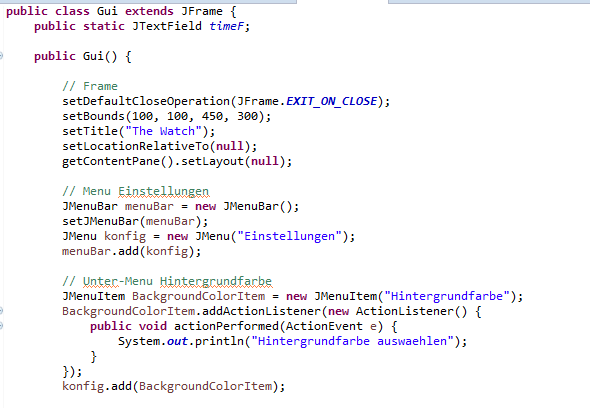 public class Gui extends JFrame {
    public static JTextField timeF;

    public Gui() {

        // Frame
        setDefaultCloseOperation(JFrame.EXIT_ON_CLOSE);
        setBounds(100, 100, 450, 300);
        setTitle("The Watch");
        setLocationRelativeTo(null);
        getContentPane().setLayout(null);

        // Menu Einstellungen
        JMenuBar menuBar = new JMenuBar();
        setJMenuBar(menuBar);
        JMenu konfig = new JMenu("Einstellungen");
        menuBar.add(konfig);

        // Unter-Menu Hintergrundfarbe
        JMenuItem BackgroundColorItem = new JMenuItem("Hintergrundfarbe");
        BackgroundColorItem.addActionListener(new ActionListener() {
            public void actionPerformed(ActionEvent e) {
                System.out.println("Hintergrundfarbe auswaehlen");
            }
        });
        konfig.add(BackgroundColorItem);